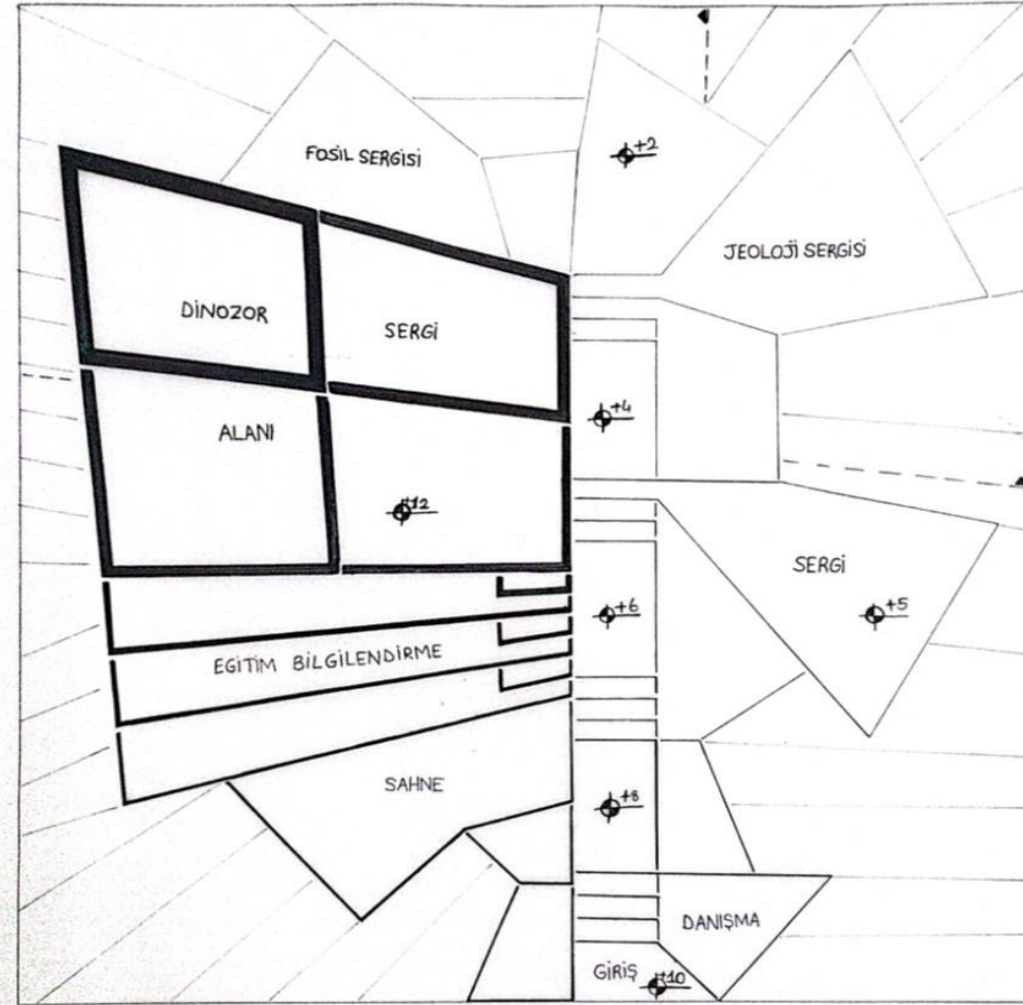 FOSİL SERGİSİ
+2
JEOLOJİ SERGİSİ
DİNOZOR
SERGİ
+4
ALANI
+12
SERGİ
+6
+5
EĞİTİM BİLGİLENDİRME
SAHNE
+8
DANIŞMA
GİRİŞ
+10